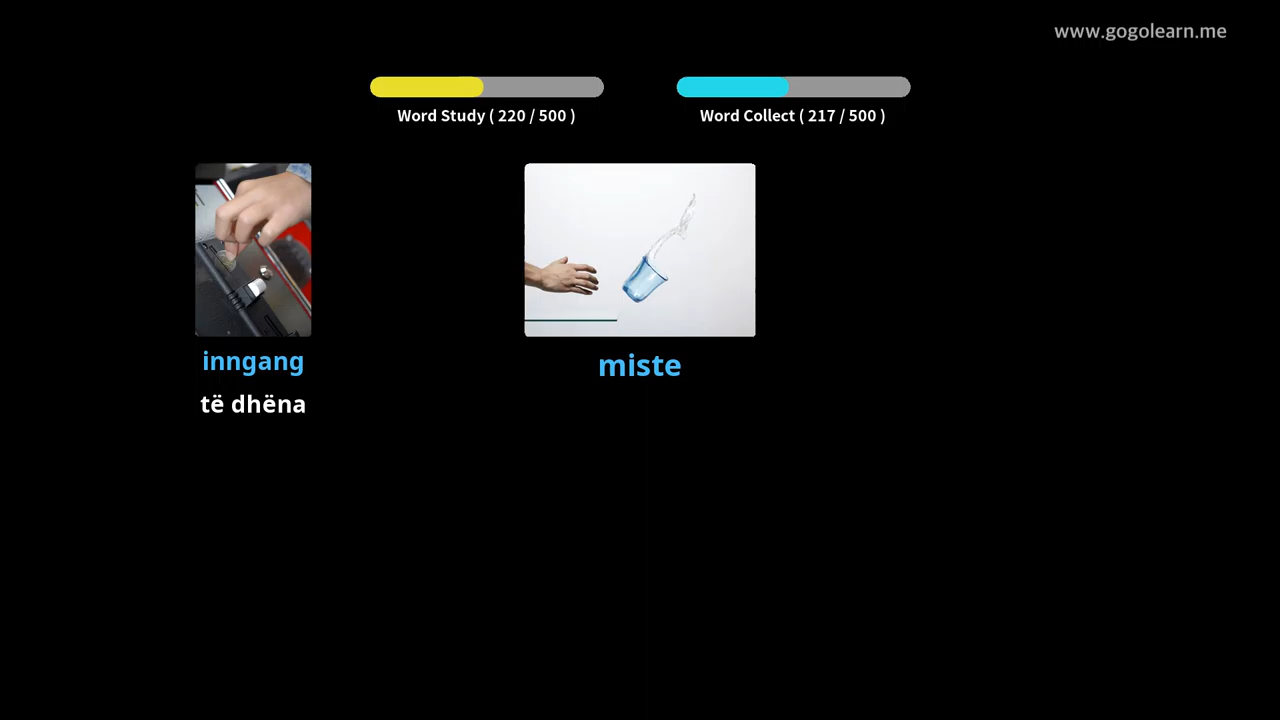 www.gogolearn.me
Word Study ( 220 / 500 )
Word Collect ( 217 / 500 )
inngang
të dhëna
miste